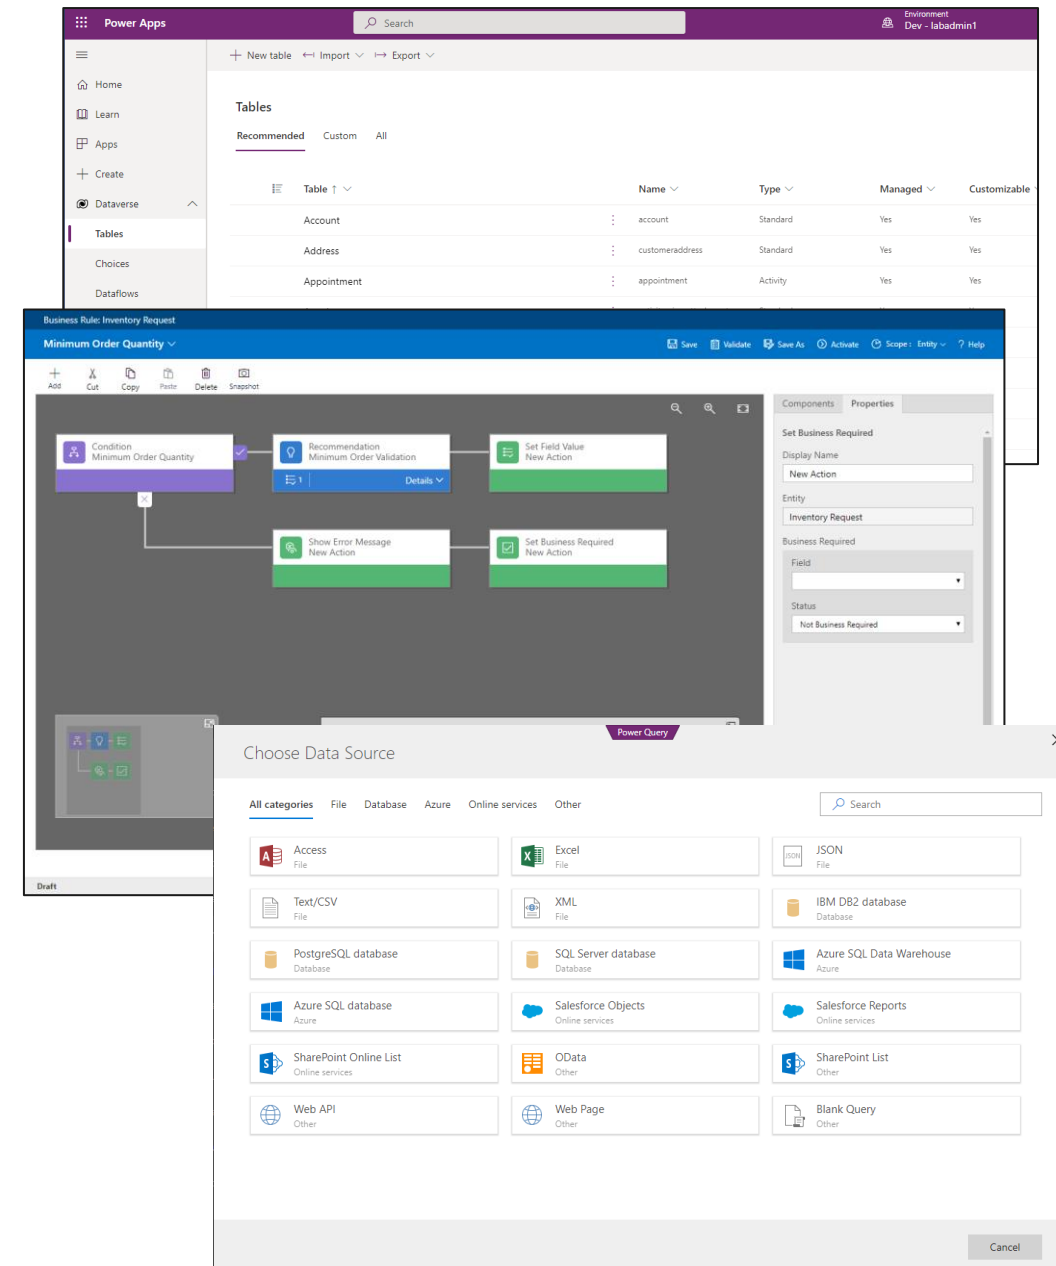 Power Apps
Search
Environment
Dev - labadmin1
New table
Import
Export
Home
Learn
Apps
Create
Dataverse
Tables
Choices
Dataflows
Tables
Recommended Custom All
Table ↑ Name Type Managed Customizable
Account account Standard Yes Yes
Address customeraddress Standard Yes Yes
Appointment appointment Activity Yes Yes
Business Rule: Inventory Request
Minimum Order Quantity
Save Validate Save As Activate Scope : Entity ? Help
Add Cut Copy Paste Delete Snapshot
Condition
Minimum Order Quantity
Recommendation
Minimum Order Validation
1 Details
Set Field Value
New Action
Show Error Message
New Action
Set Business Required
New Action
Components Properties
Set Business Required
Display Name
New Action
Entity
Inventory Request
Business Required
Field
Status
Not Business Required
Draft
Power Query
Choose Data Source
All categories File Database Azure Online services Other
Search
Access
File
Excel
File
JSON
JSON
File
Text/CSV
File
XML
File
IBM DB2 database
Database
PostgreSQL database
Database
SQL Server database
Database
Azure SQL Data Warehouse
Azure
Azure SQL database
Azure
Salesforce Objects
Online services
Salesforce Reports
Online services
SharePoint Online List
Online services
OData
Other
SharePoint List
Other
Web API
Other
Web Page
Other
Blank Query
Other
Cancel